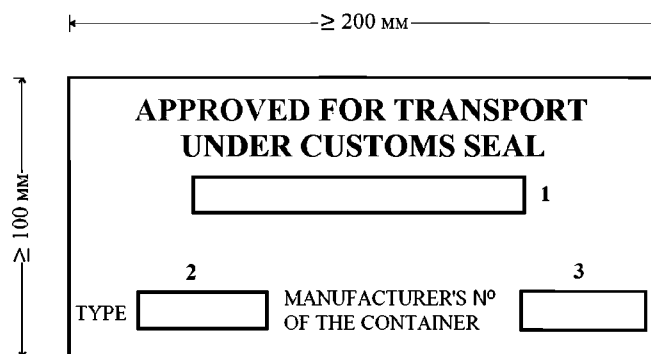 ≥ 200 мм
≥ 100 мм
APPROVED FOR TRANSPORT
UNDER CUSTOMS SEAL
1
2
3
TYPE
MANUFACTURER'S Nº
OF THE CONTAINER